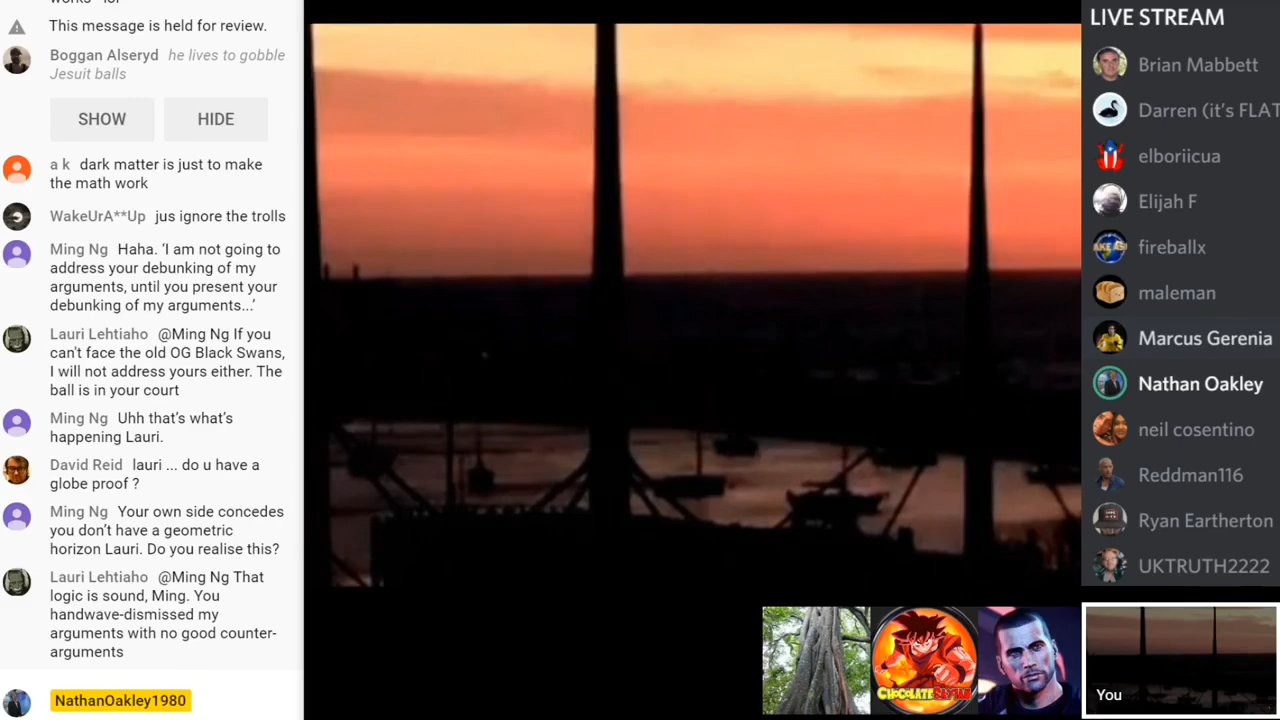 works - lol
This message is held for review.
Boggan Alseryd he lives to gobble
Jesuit balls
SHOW HIDE
a k dark matter is just to make
the math work
WakeUrA**Up jus ignore the trolls
Ming Ng Haha. ‘I am not going to
address your debunking of my
arguments, until you present your
debunking of my arguments...’
Lauri Lehtiaho @Ming Ng If you
can't face the old OG Black Swans,
I will not address yours either. The
ball is in your court
Ming Ng Uhh that’s what’s
happening Lauri.
David Reid lauri ... do u have a
globe proof ?
Ming Ng Your own side concedes
you don’t have a geometric
horizon Lauri. Do you realise this?
Lauri Lehtiaho @Ming Ng That
logic is sound, Ming. You
handwave-dismissed my
arguments with no good counter-
arguments
NathanOakley1980
LIVE STREAM
Brian Mabbett
Darren (it’s FLAT
elboriicua
Elijah F
fireballx
maleman
Marcus Gerenia
Nathan Oakley
neil cosentino
Reddman116
Ryan Eartherton
UKTRUTH2222
CHOCOLATE SAIYAN
You